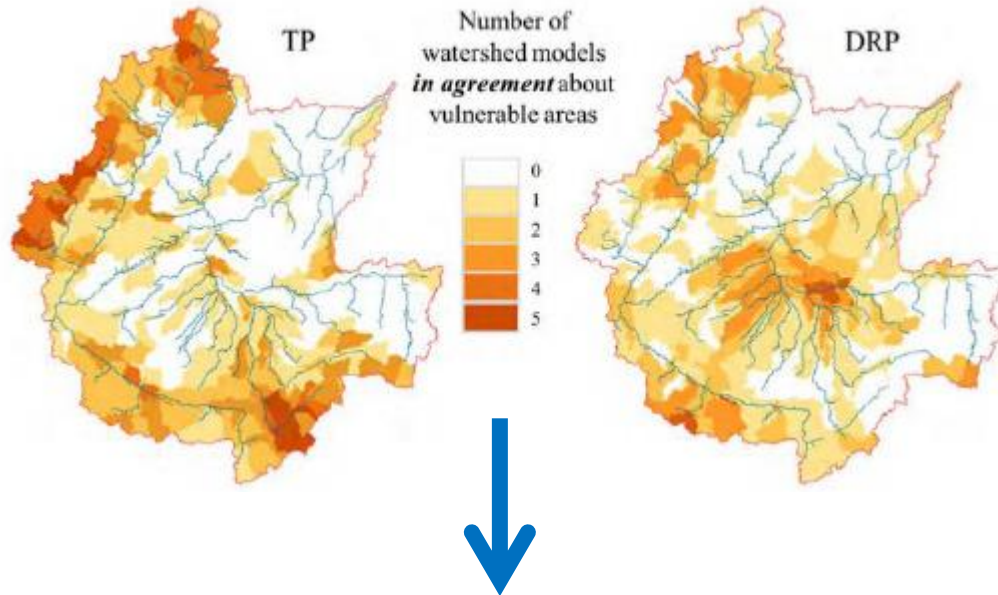 TP
Number of
watershed models
in agreement about
vulnerable areas
DRP
0
1
2
3
4
5